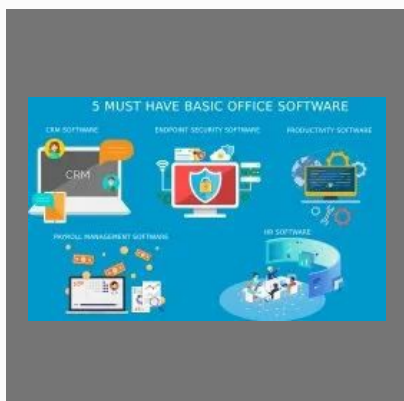 5 MUST HAVE BASIC OFFICE SOFTWARE
CRM SOFTWARE
ENDPOINT SECURITY SOFTWARE
PRODUCTIVITY SOFTWARE
CRM
PAYROLL MANAGEMENT SOFTWARE
HR SOFTWARE